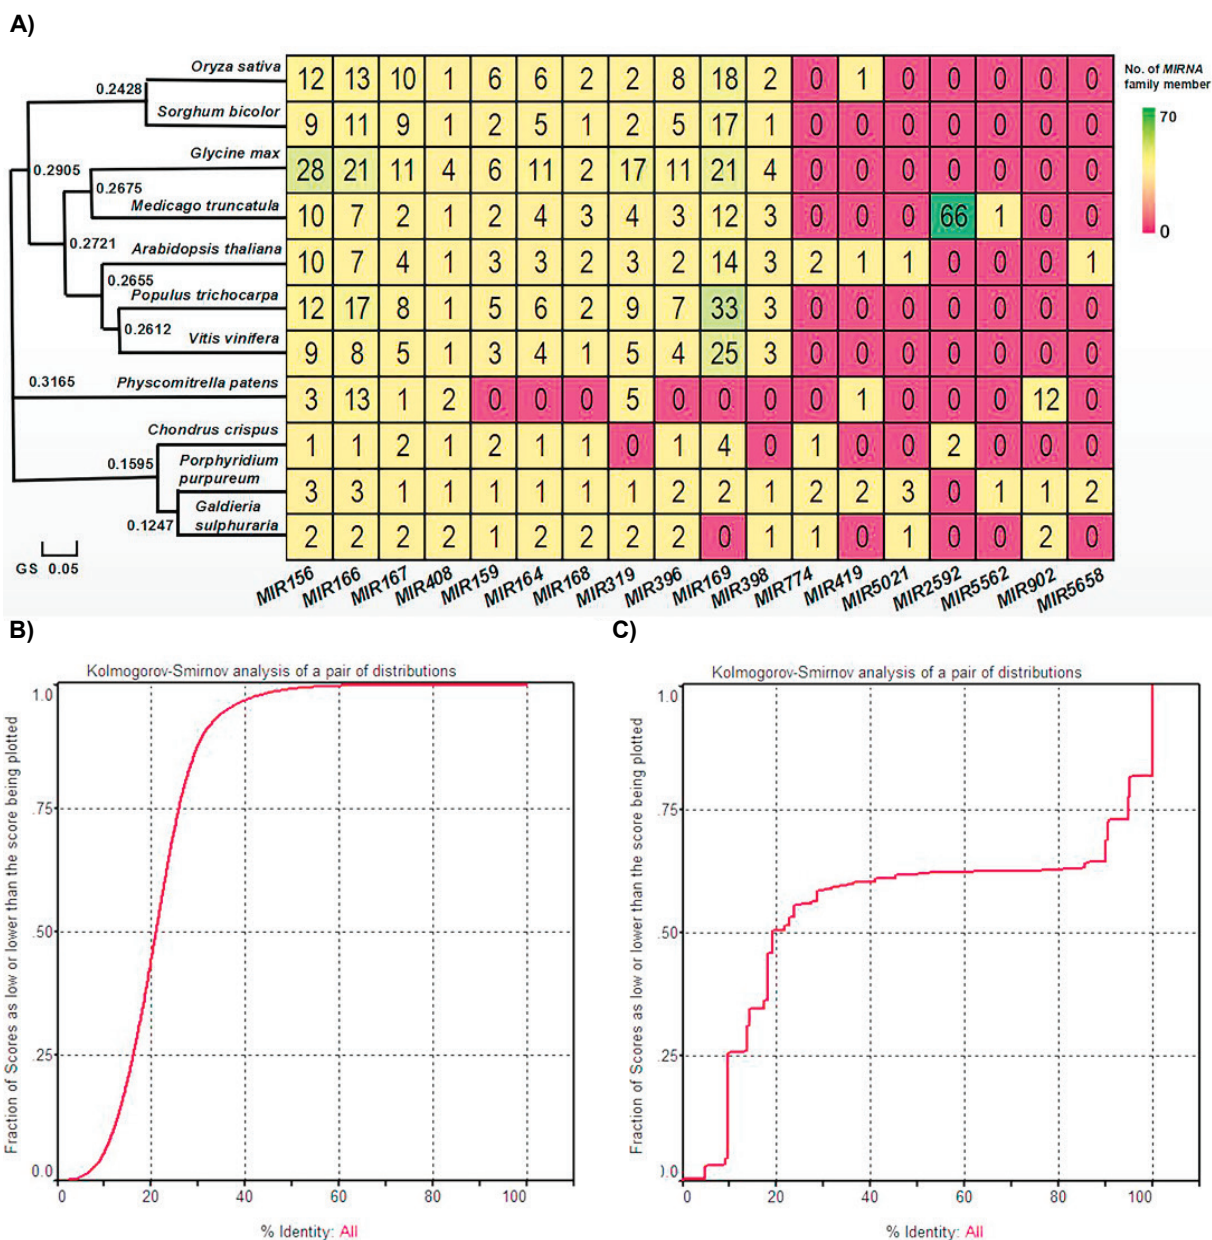 A)
No. of MIRNA
family member
70
0
Oryza sativa 12 13 10 1 6 6 2 2 8 18 2 0 1 0 0 0 0 0
0.2428
Sorghum bicolor 9 11 9 1 2 5 1 2 5 17 1 0 0 0 0 0 0 0
Glycine max 28 21 11 4 6 11 2 17 11 21 4 0 0 0 0 0 0 0
0.2905
0.2675
Medicago truncatula 10 7 2 1 2 4 3 4 3 12 3 0 0 0 66 1 0 0
0.2721
Arabidopsis thaliana 10 7 4 1 3 3 2 3 2 14 3 2 1 1 0 0 0 1
0.2655
Populus trichocarpa 12 17 8 1 5 6 2 9 7 33 3 0 0 0 0 0 0 0
0.2612
Vitis vinifera 9 8 5 1 3 4 1 5 4 25 3 0 0 0 0 0 0 0
0.3165
Physcomitrella patens 3 13 1 2 0 0 0 5 0 0 0 0 1 0 0 0 12 0
Chondrus crispus 1 1 2 1 2 1 1 0 1 4 0 1 0 0 2 0 0 0
0.1595
Porphyridium
purpureum 3 3 1 1 1 1 1 1 2 2 1 2 2 3 0 1 1 2
Galdieria
0.1247
sulphuraria 2 2 2 2 1 2 2 2 2 0 1 1 0 1 0 0 2 0
GS 0.05
MIR156 MIR166 MIR167 MIR408 MIR159 MIR164 MIR168 MIR319 MIR396 MIR169 MIR398 MIR774 MIR419 MIR5021 MIR2592 MIR5562 MIR902 MIR5658
B)
Kolmogorov-Smirnov analysis of a pair of distributions
Fraction of Scores as low or lower than the score being plotted
1.0
.75
.50
.25
0.0
0 20 40 60 80 100
% Identity: All
C)
Kolmogorov-Smirnov analysis of a pair of distributions
Fraction of Scores as low or lower than the score being plotted
1.0
.75
.50
.25
0.0
0 20 40 60 80 100
% Identity: All